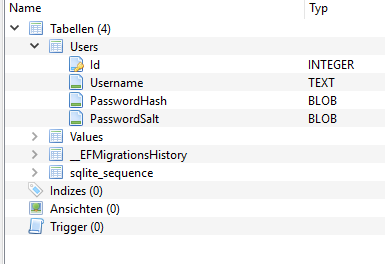 Name Typ
Tabellen (4)
Users
Id INTEGER
Username TEXT
PasswordHash BLOB
PasswordSalt BLOB
Values
__EFMigrationsHistory
sqlite_sequence
Indizes (0)
Ansichten (0)
Trigger (0)